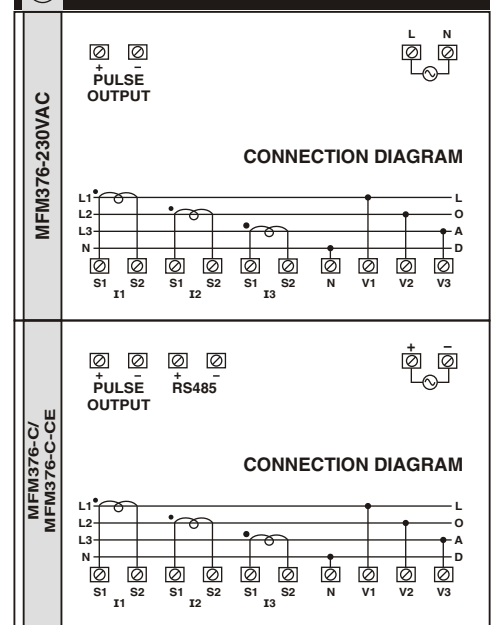 MFM376-230VAC
L N
+ –
PULSE
OUTPUT
CONNECTION DIAGRAM
L1 L
L2 O
L3 A
N D
S1 S2 S1 S2 S1 S2 N V1 V2 V3
I1 I2 I3
MFM376-C/
MFM376-C-CE
+ –
+ – + –
PULSE RS485
OUTPUT
CONNECTION DIAGRAM
L1 L
L2 O
L3 A
N D
S1 S2 S1 S2 S1 S2 N V1 V2 V3
I1 I2 I3